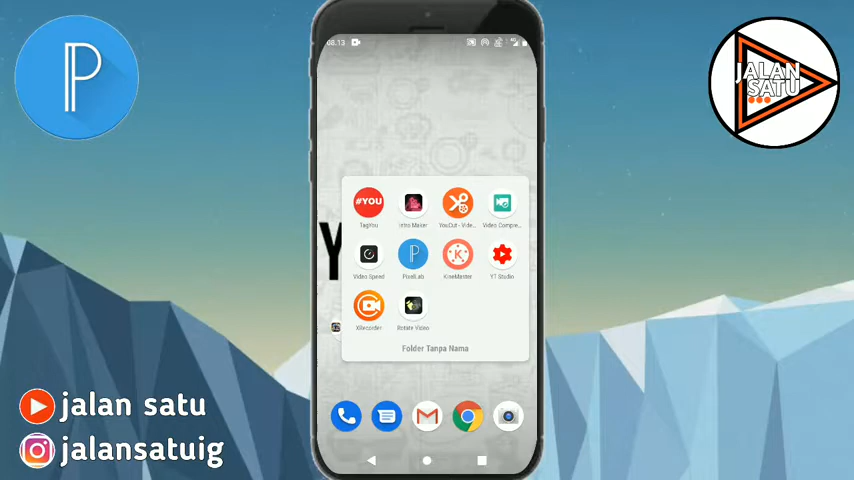 08.13
4G
P
JALAN
SATU
#YOU
TagYou
Intro Maker
YouCut - Vide...
Video Compre...
Video Speed
P
PixelLab
K
KineMaster
YT Studio
XRecorder
Rotate Video
Folder Tanpa Nama
jalan satu
jalansatuig